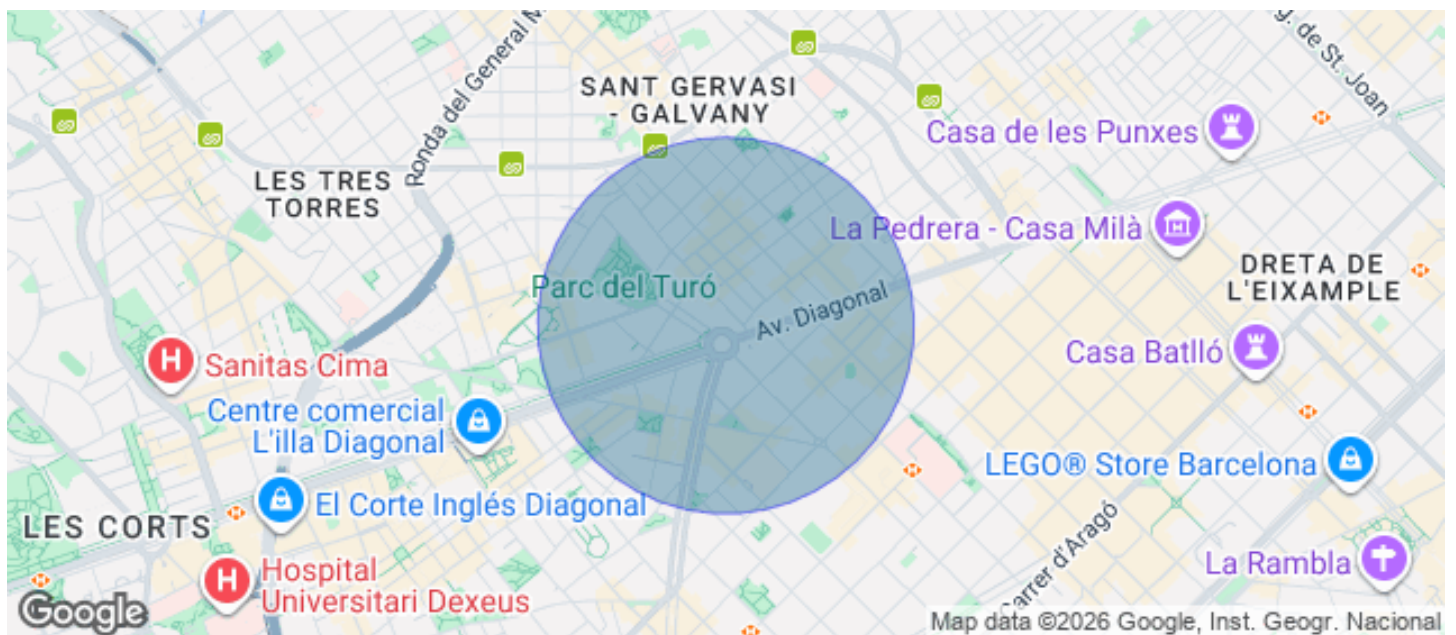 Ronda del General M
g. de St. Joan
SANT GERVASI
- GALVANY
Casa de les Punxes
LES TRES
TORRES
La Pedrera - Casa Milà
DRETA DE
L'EIXAMPLE
Parc del Turó
Av. Diagonal
Casa Batlló
Sanitas Cima
Centre comercial
L'illa Diagonal
LEGO® Store Barcelona
El Corte Inglés Diagonal
LES CORTS
Carrer d'Aragó
La Rambla
Hospital
Universitari Dexeus
Google
Map data ©2026 Google, Inst. Geogr. Nacional